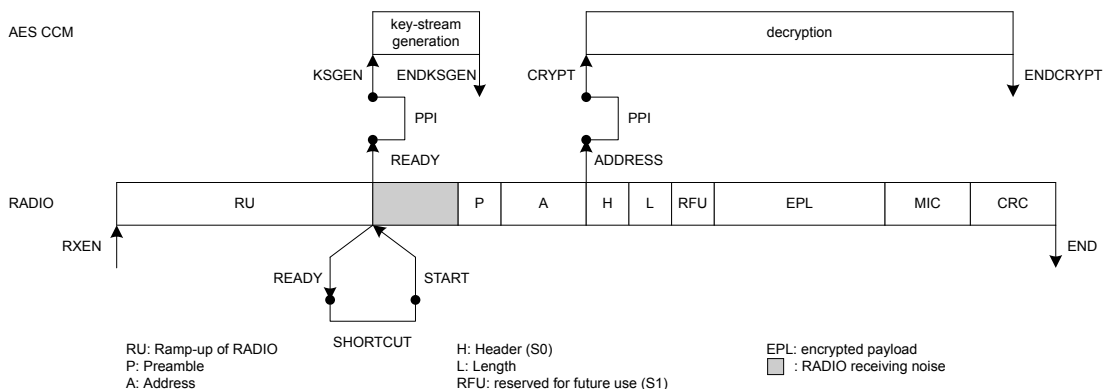 AES CCM
key-stream
generation
decryption
KSGEN
ENDKSGEN
CRYPT
ENDCRYPT
PPI
PPI
READY
ADDRESS
RADIO
RU
P
A
H
L
RFU
EPL
MIC
CRC
RXEN
END
READY
START
SHORTCUT
RU: Ramp-up of RADIO
P: Preamble
A: Address
H: Header (S0)
L: Length
RFU: reserved for future use (S1)
EPL: encrypted payload
: RADIO receiving noise